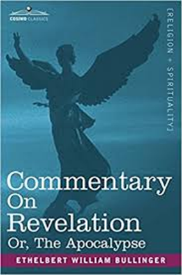 COSIMO CLASSICS
[RELIGION + SPIRITUALITY]
Commentary
On
Revelation
Or, The Apocalypse
ETHELBERT WILLIAM BULLINGER